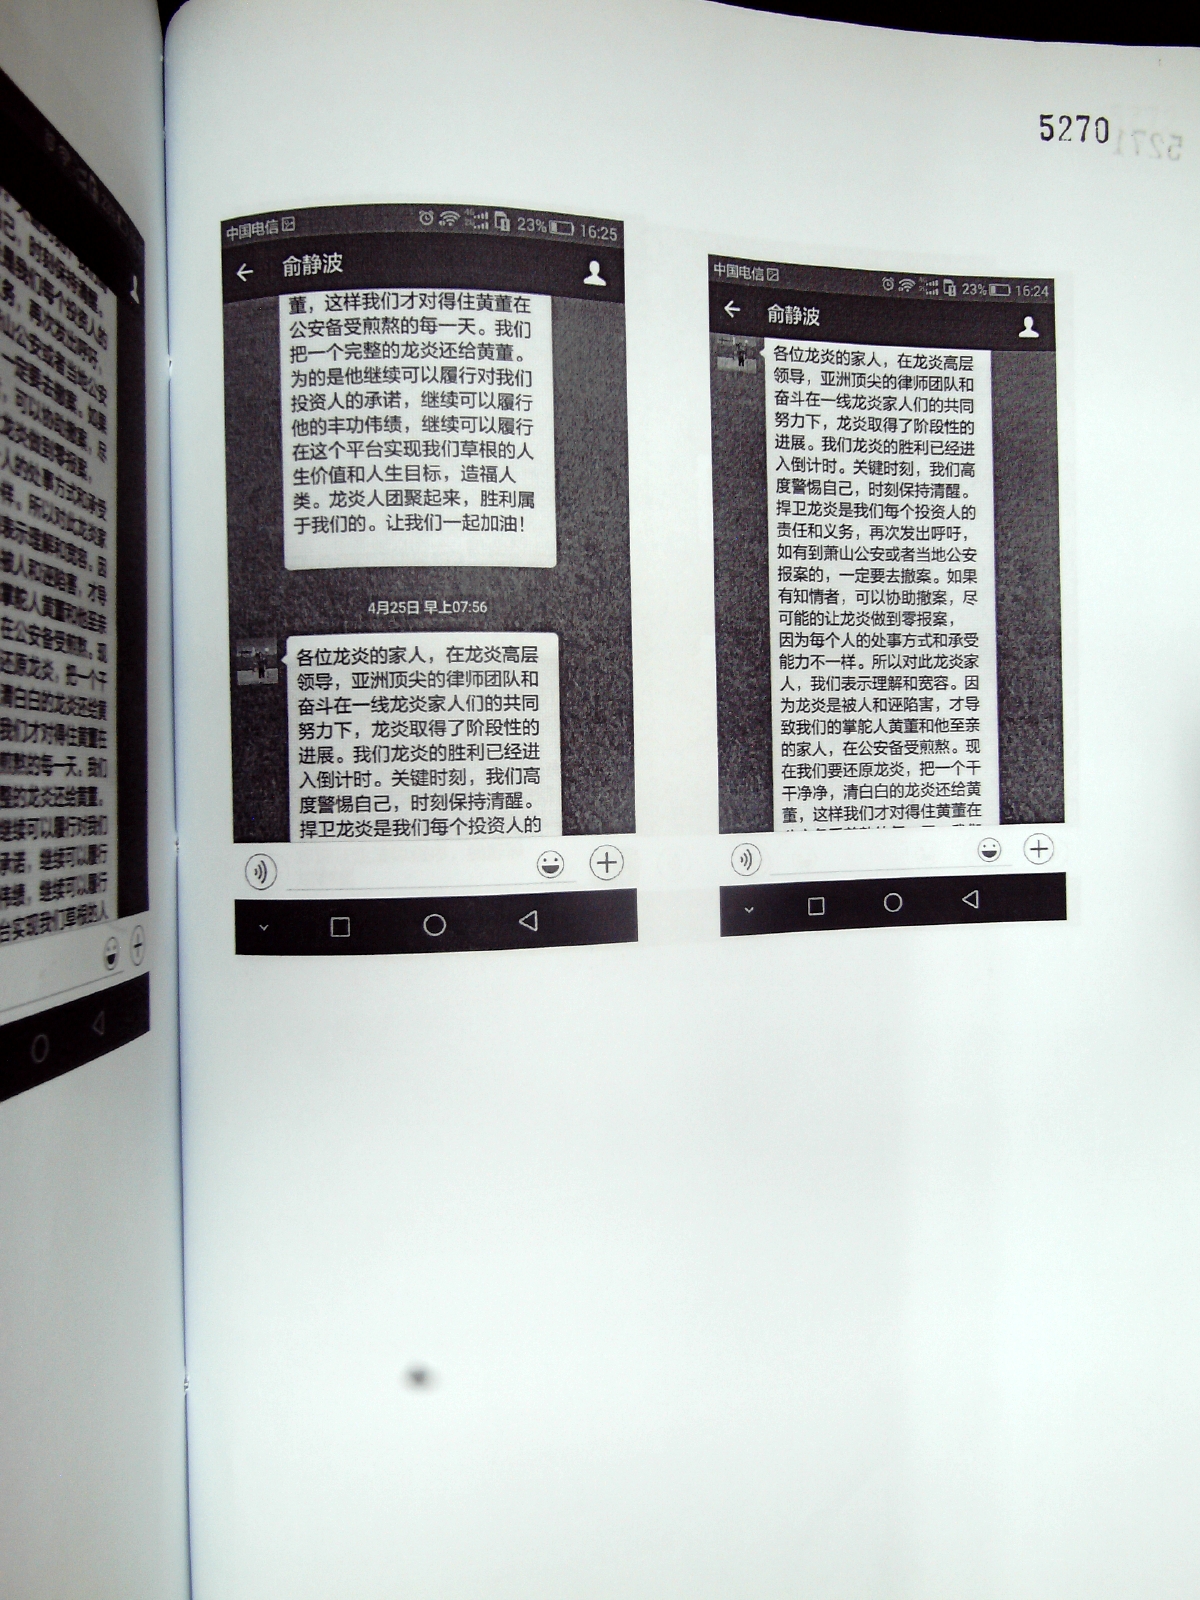 5270
中国电信 23% 16:25
俞静波
董，这样我们才对得住黄董在
公安备受煎熬的每一天。我们
把一个完整的龙炎还给黄董。
为的是他继续可以履行对我们
投资人的承诺，继续可以履行
他的丰功伟绩，继续可以履行
在这个平台实现我们草根的人
生价值和人生目标，造福人
类。龙炎人团聚起来，胜利属
于我们的。让我们一起加油！
4月25日 早上07:56
各位龙炎的家人，在龙炎高层
领导，亚洲顶尖的律师团队和
奋斗在一线龙炎家人们的共同
努力下，龙炎取得了阶段性的
进展。我们龙炎的胜利已经进
入倒计时。关键时刻，我们高
度警惕自己，时刻保持清醒。
捍卫龙炎是我们每个投资人的
中国电信 23% 16:24
俞静波
各位龙炎的家人，在龙炎高层
领导，亚洲顶尖的律师团队和
奋斗在一线龙炎家人们的共同
努力下，龙炎取得了阶段性的
进展。我们龙炎的胜利已经进
入倒计时。关键时刻，我们高
度警惕自己，时刻保持清醒。
捍卫龙炎是我们每个投资人的
责任和义务，再次发出呼吁，
如有到萧山公安或者当地公安
报案的，一定要去撤案。如果
有知情者，可以协助撤案，尽
可能的让龙炎做到零报案，
因为每个人的处事方式和承受
能力不一样。所以对此龙炎家
人，我们表示理解和宽容。因
为龙炎是被人和诬陷害，才导
致我们的掌舵人黄董和他至亲
的家人，在公安备受煎熬。现
在我们要还原龙炎，把一个干
干净净，清白白的龙炎还给黄
董，这样我们才对得住黄董在